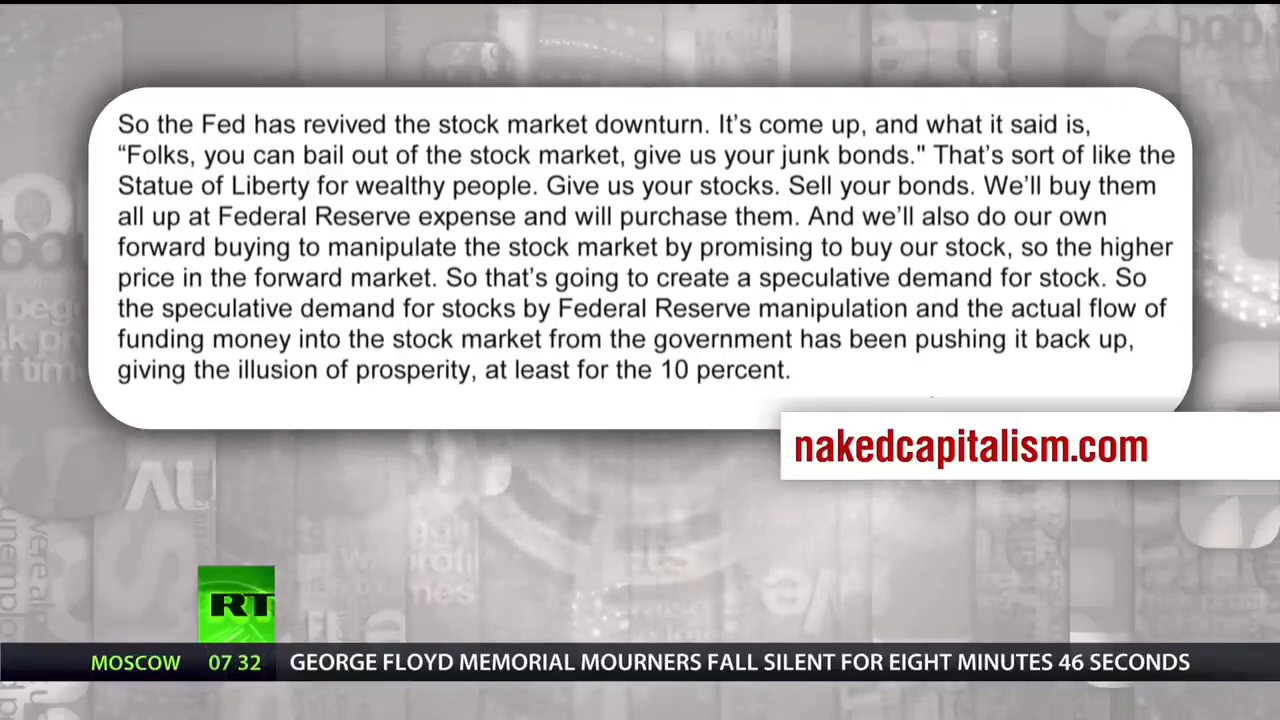 So the Fed has revived the stock market downturn. It’s come up, and what it said is,
“Folks, you can bail out of the stock market, give us your junk bonds." That’s sort of like the
Statue of Liberty for wealthy people. Give us your stocks. Sell your bonds. We’ll buy them
all up at Federal Reserve expense and will purchase them. And we’ll also do our own
forward buying to manipulate the stock market by promising to buy our stock, so the higher
price in the forward market. So that’s going to create a speculative demand for stock. So
the speculative demand for stocks by Federal Reserve manipulation and the actual flow of
funding money into the stock market from the government has been pushing it back up,
giving the illusion of prosperity, at least for the 10 percent.
nakedcapitalism.com
RT
MOSCOW 07 32 GEORGE FLOYD MEMORIAL MOURNERS FALL SILENT FOR EIGHT MINUTES 46 SECONDS